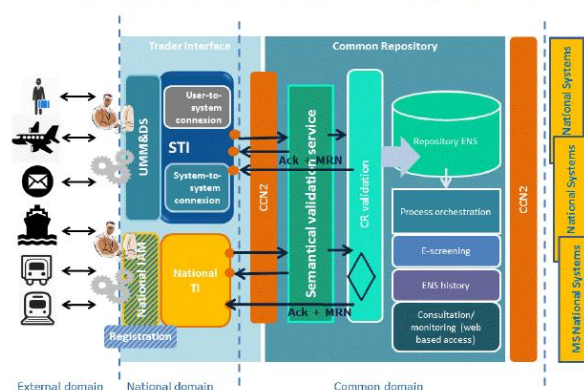 Trader Interface
Common Repository
UMM&DS
User-to-
system
connexion
STI
System-to-
system
connexion
CCN2
Semantical validation service
CR validation
Ack + MRN
Repository ENS
Process orchestration
E-screening
ENS history
Consultation/
monitoring (web
based access)
CCN2
National Systems
National Systems
MS National Systems
National
TI
Ack + MRN
Registration
External domain
National domain
Common domain